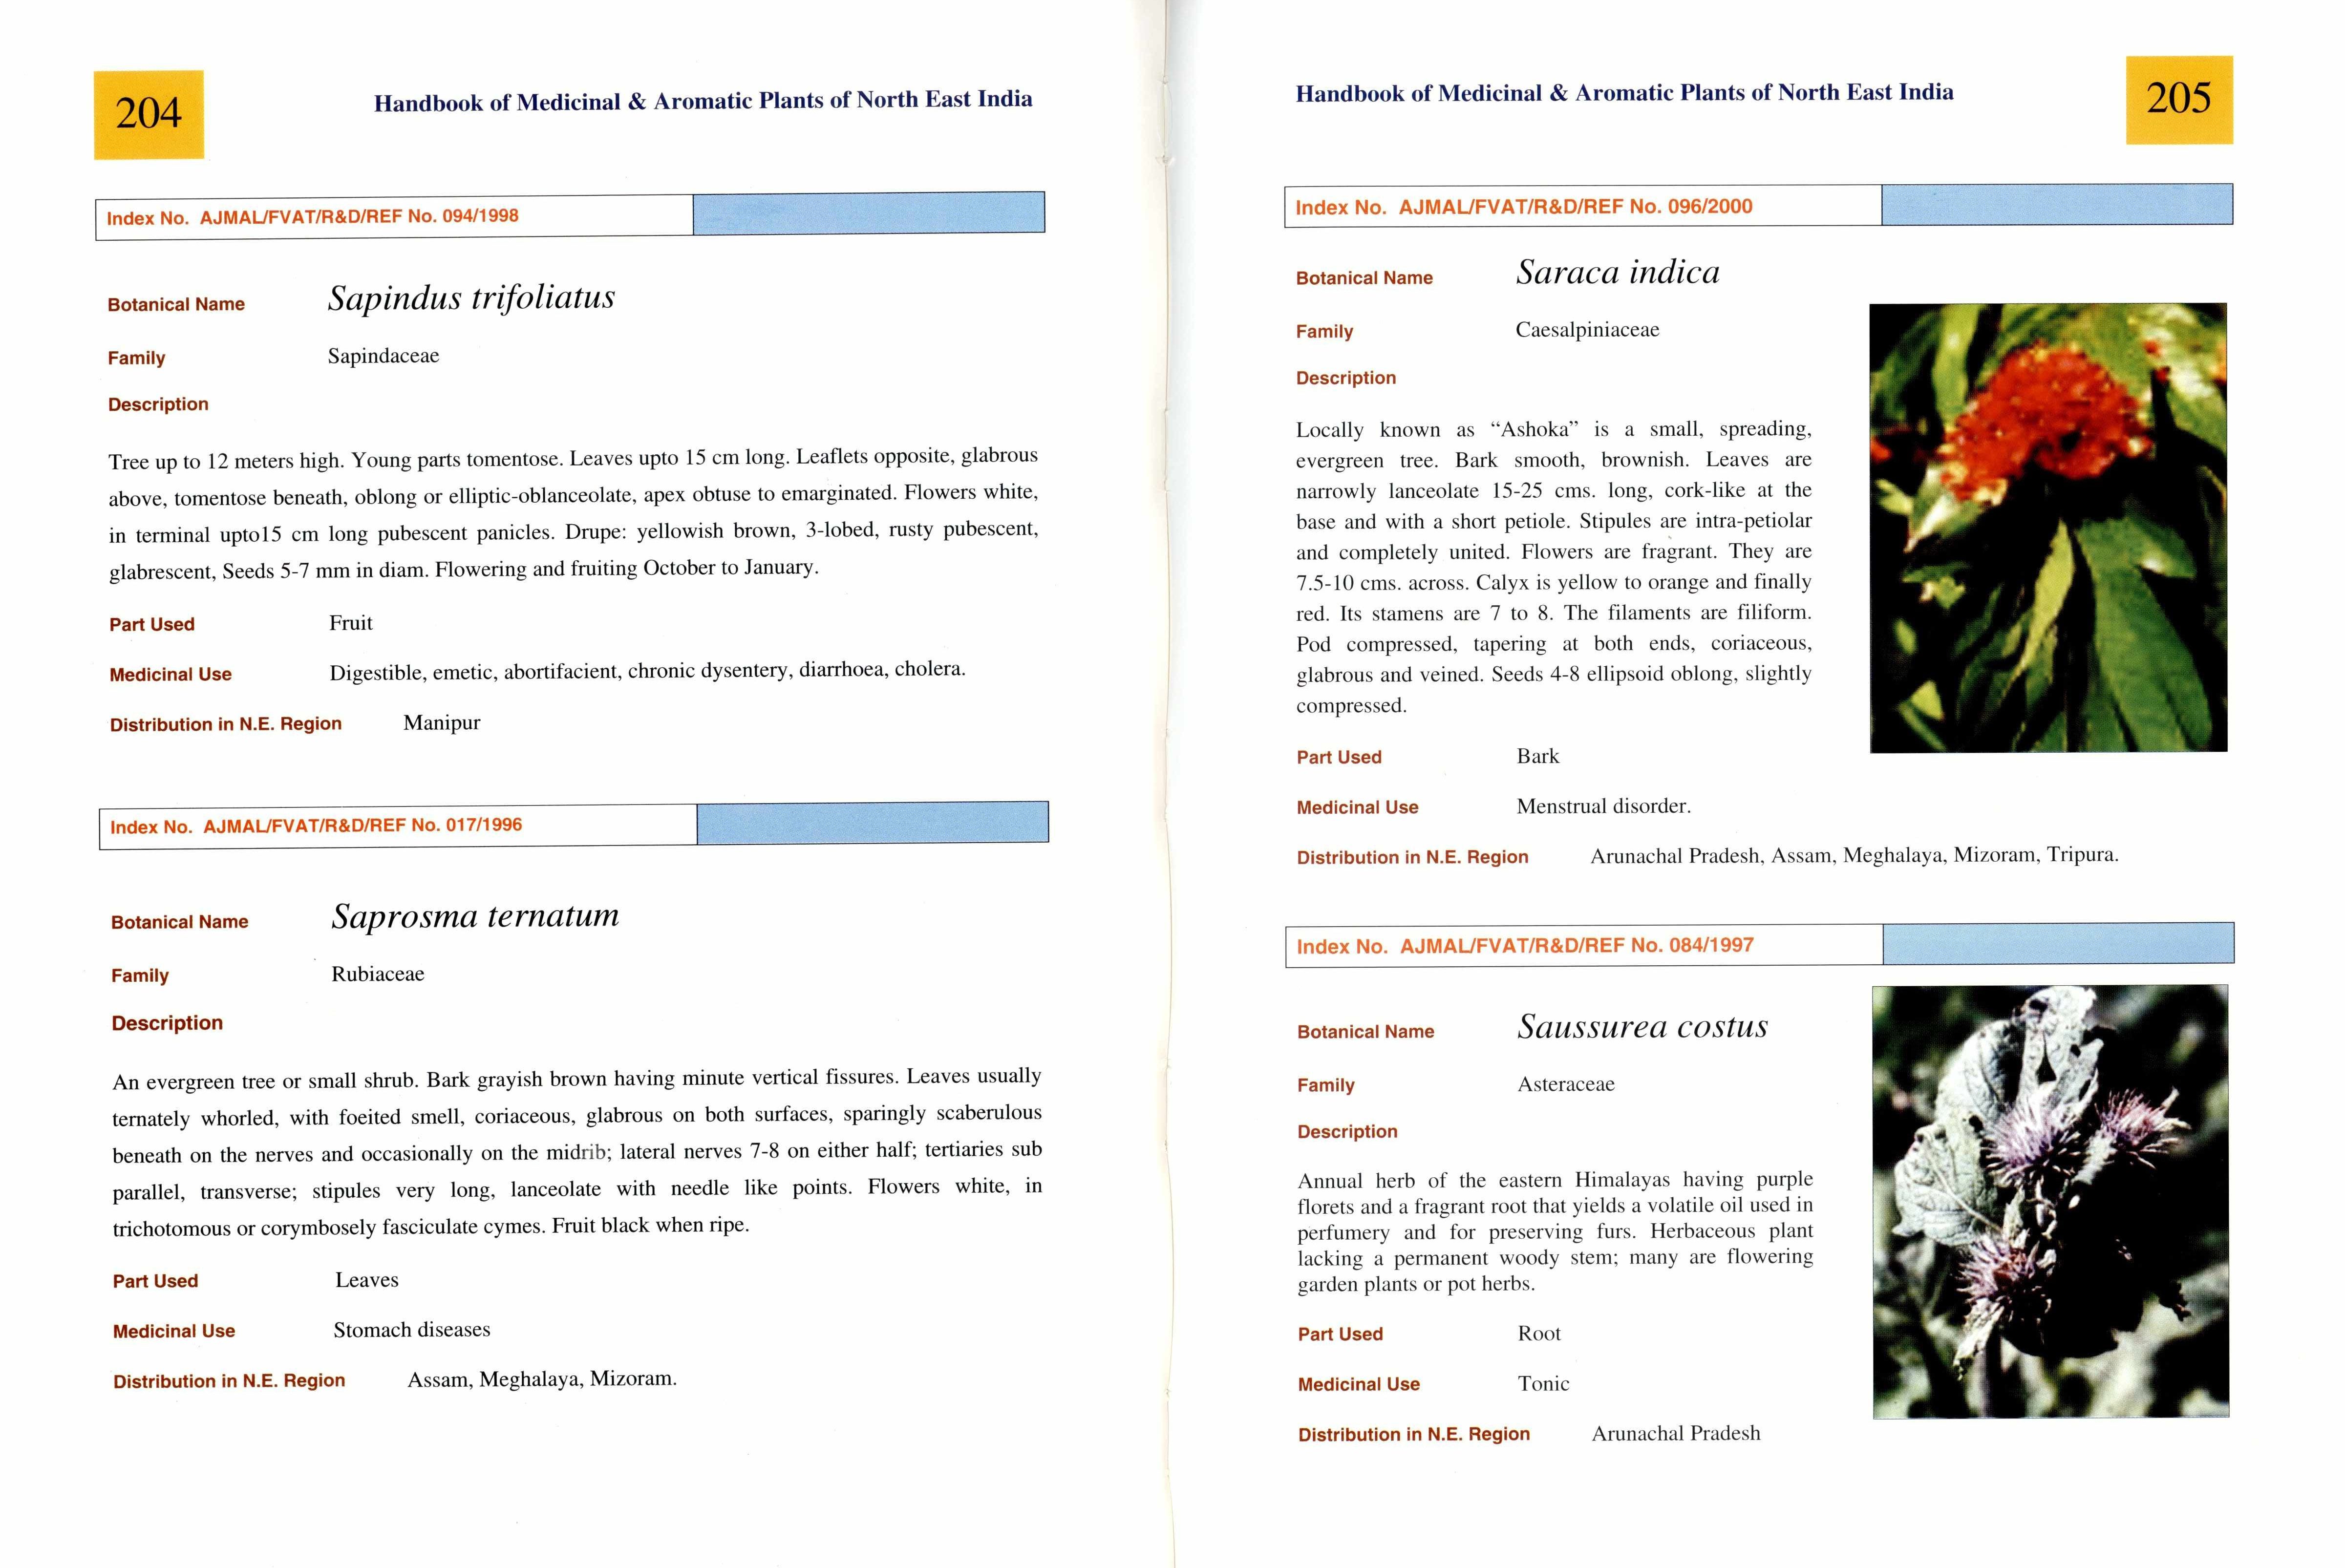 204
Handbook of Medicinal & Aromatic Plants of North East India
Index No. AJMAL/FVAT/R&D/REF No. 094/1998
Botanical Name Sapindus trifoliatus
Family Sapindaceae
Description
Tree up to 12 meters high. Young parts tomentose. Leaves upto 15 cm long. Leaflets opposite, glabrous
above, tomentose beneath, oblong or elliptic-oblanceolate, apex obtuse to emarginated. Flowers white,
in terminal upto15 cm long pubescent panicles. Drupe: yellowish brown, 3-lobed, rusty pubescent,
glabrescent, Seeds 5-7 mm in diam. Flowering and fruiting October to January.
Part Used Fruit
Medicinal Use Digestible, emetic, abortifacient, chronic dysentery, diarrhoea, cholera.
Distribution in N.E. Region Manipur
Index No. AJMAL/FVAT/R&D/REF No. 017/1996
Botanical Name Saprosma ternatum
Family Rubiaceae
Description
An evergreen tree or small shrub. Bark grayish brown having minute vertical fissures. Leaves usually
ternately whorled, with foeited smell, coriaceous, glabrous on both surfaces, sparingly scaberulous
beneath on the nerves and occasionally on the midrib; lateral nerves 7-8 on either half; tertiaries sub
parallel, transverse; stipules very long, lanceolate with needle like points. Flowers white, in
trichotomous or corymbosely fasciculate cymes. Fruit black when ripe.
Part Used Leaves
Medicinal Use Stomach diseases
Distribution in N.E. Region Assam, Meghalaya, Mizoram.
Handbook of Medicinal & Aromatic Plants of North East India
205
Index No. AJMAL/FVAT/R&D/REF No. 096/2000
Botanical Name Saraca indica
Family Caesalpiniaceae
Description
Locally known as “Ashoka” is a small, spreading,
evergreen tree. Bark smooth, brownish. Leaves are
narrowly lanceolate 15-25 cms. long, cork-like at the
base and with a short petiole. Stipules are intra-petiolar
and completely united. Flowers are fragrant. They are
7.5-10 cms. across. Calyx is yellow to orange and finally
red. Its stamens are 7 to 8. The filaments are filiform.
Pod compressed, tapering at both ends, coriaceous,
glabrous and veined. Seeds 4-8 ellipsoid oblong, slightly
compressed.
Part Used Bark
Medicinal Use Menstrual disorder.
Distribution in N.E. Region Arunachal Pradesh, Assam, Meghalaya, Mizoram, Tripura.
Index No. AJMAL/FVAT/R&D/REF No. 084/1997
Botanical Name Saussurea costus
Family Asteraceae
Description
Annual herb of the eastern Himalayas having purple
florets and a fragrant root that yields a volatile oil used in
perfumery and for preserving furs. Herbaceous plant
lacking a permanent woody stem; many are flowering
garden plants or pot herbs.
Part Used Root
Medicinal Use Tonic
Distribution in N.E. Region Arunachal Pradesh